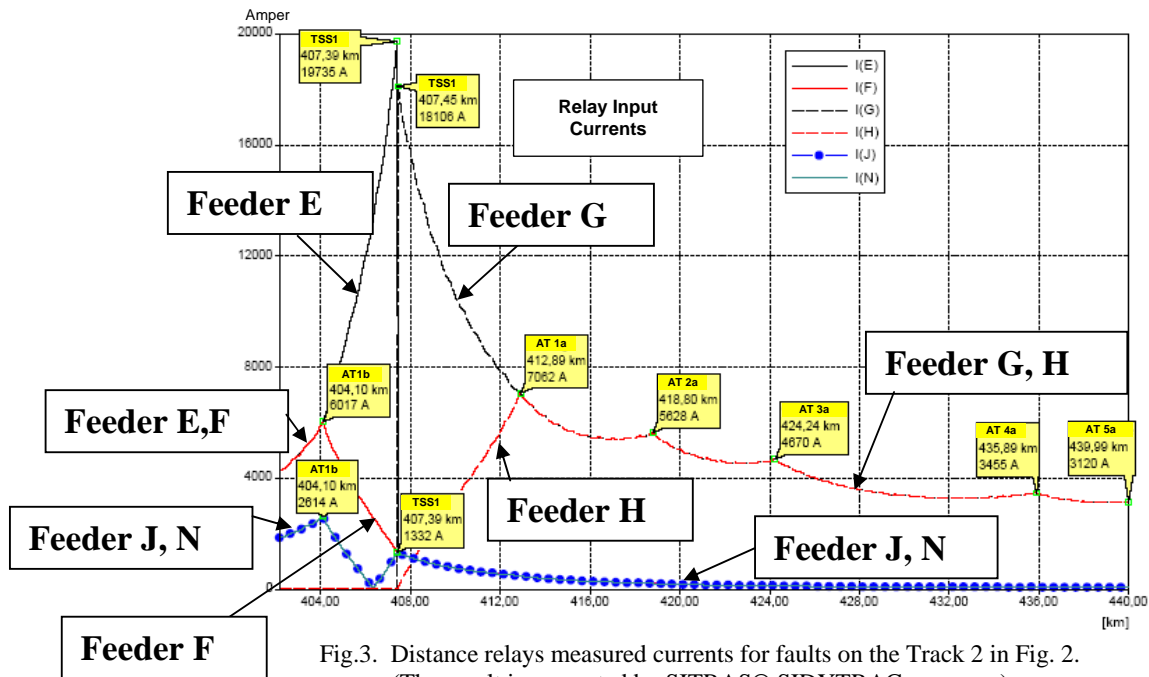 Amper
20000
16000
12000
8000
4000
0
TSS1
407,39 km
19735 A
TSS1
407,45 km
18106 A
Relay Input
Currents
I(E)
I(F)
I(G)
I(H)
I(J)
I(N)
Feeder E
Feeder G
AT1b
404,10 km
6017 A
AT 1a
412,89 km
7062 A
AT 2a
418,80 km
5628 A
AT 3a
424,24 km
4670 A
AT 4a
435,89 km
3455 A
AT 5a
439,99 km
3120 A
Feeder G, H
Feeder E,F
AT1b
404,10 km
2614 A
TSS1
407,39 km
1332 A
Feeder H
Feeder J, N
Feeder J, N
404,00 408,00 412,00 416,00 420,00 424,00 428,00 432,00 436,00 440,00
[km]
Feeder F
Fig.3. Distance relays measured currents for faults on the Track 2 in Fig. 2.